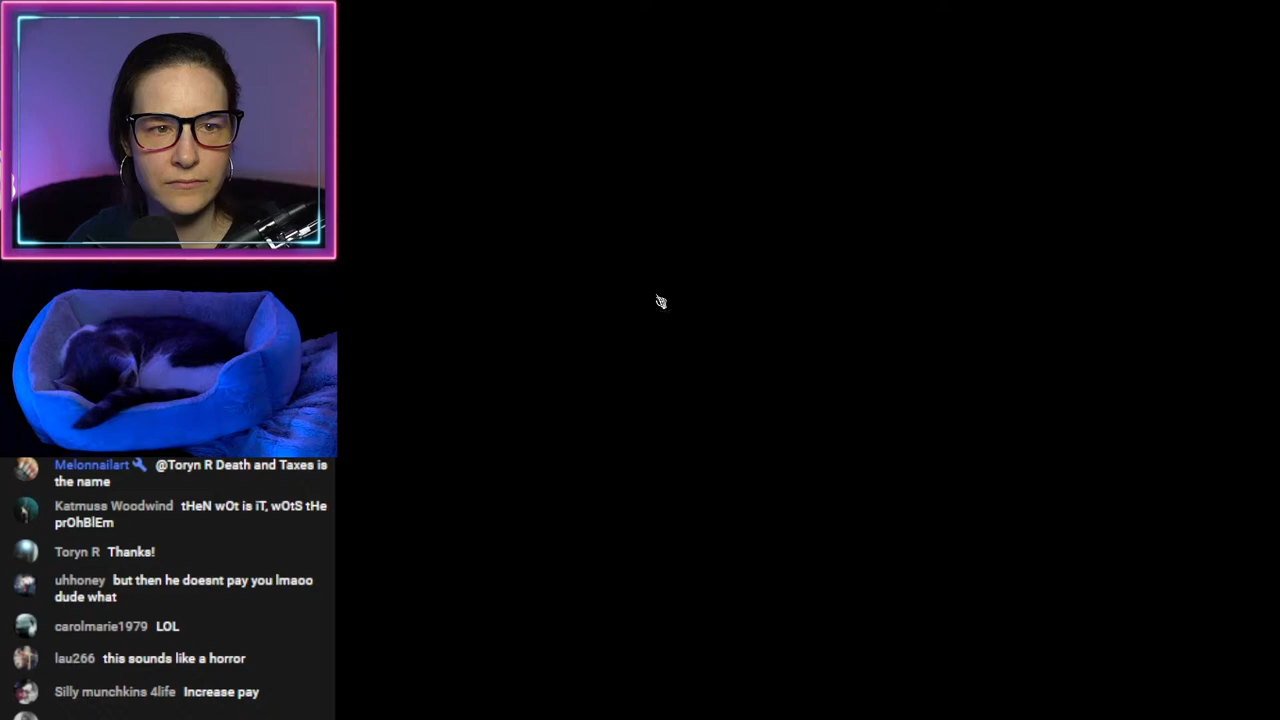 Melonnailart @Toryn R Death and Taxes is
the name
Katmuss Woodwind tHeN wOt is iT, wOtS tHe
prOhBlEm
Toryn R Thanks!
uhhoney but then he doesnt pay you lmaoo
dude what
carolmarie1979 LOL
lau266 this sounds like a horror
Silly munchkins 4life Increase pay